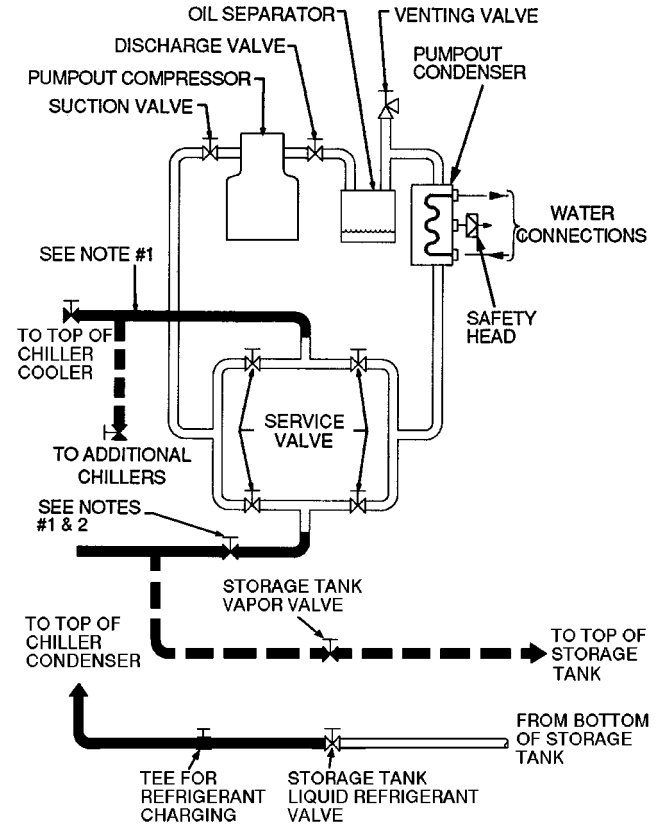 OIL SEPARATOR
VENTING VALVE
DISCHARGE VALVE
PUMPOUT
CONDENSER
PUMPOUT COMPRESSOR
SUCTION VALVE
WATER
CONNECTIONS
SEE NOTE #1
SAFETY
HEAD
TO TOP OF
CHILLER
COOLER
SERVICE
VALVE
TO ADDITIONAL
CHILLERS
SEE NOTES
#1 & 2
STORAGE TANK
VAPOR VALVE
TO TOP OF
CHILLER
CONDENSER
TO TOP OF
STORAGE
TANK
FROM BOTTOM
OF STORAGE
TANK
TEE FOR
REFRIGERANT
CHARGING
STORAGE TANK
LIQUID REFRIGERANT
VALVE